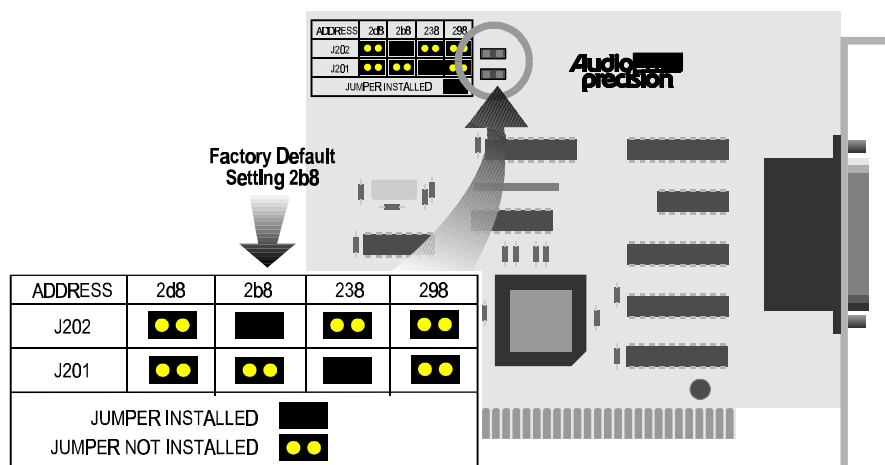 ADDRESS 2d8 2b8 238 298
J202
J201
JUMPER INSTALLED
Audio
precision
Factory Default
Setting 2b8
ADDRESS 2d8 2b8 238 298
J202
J201
JUMPER INSTALLED
JUMPER NOT INSTALLED